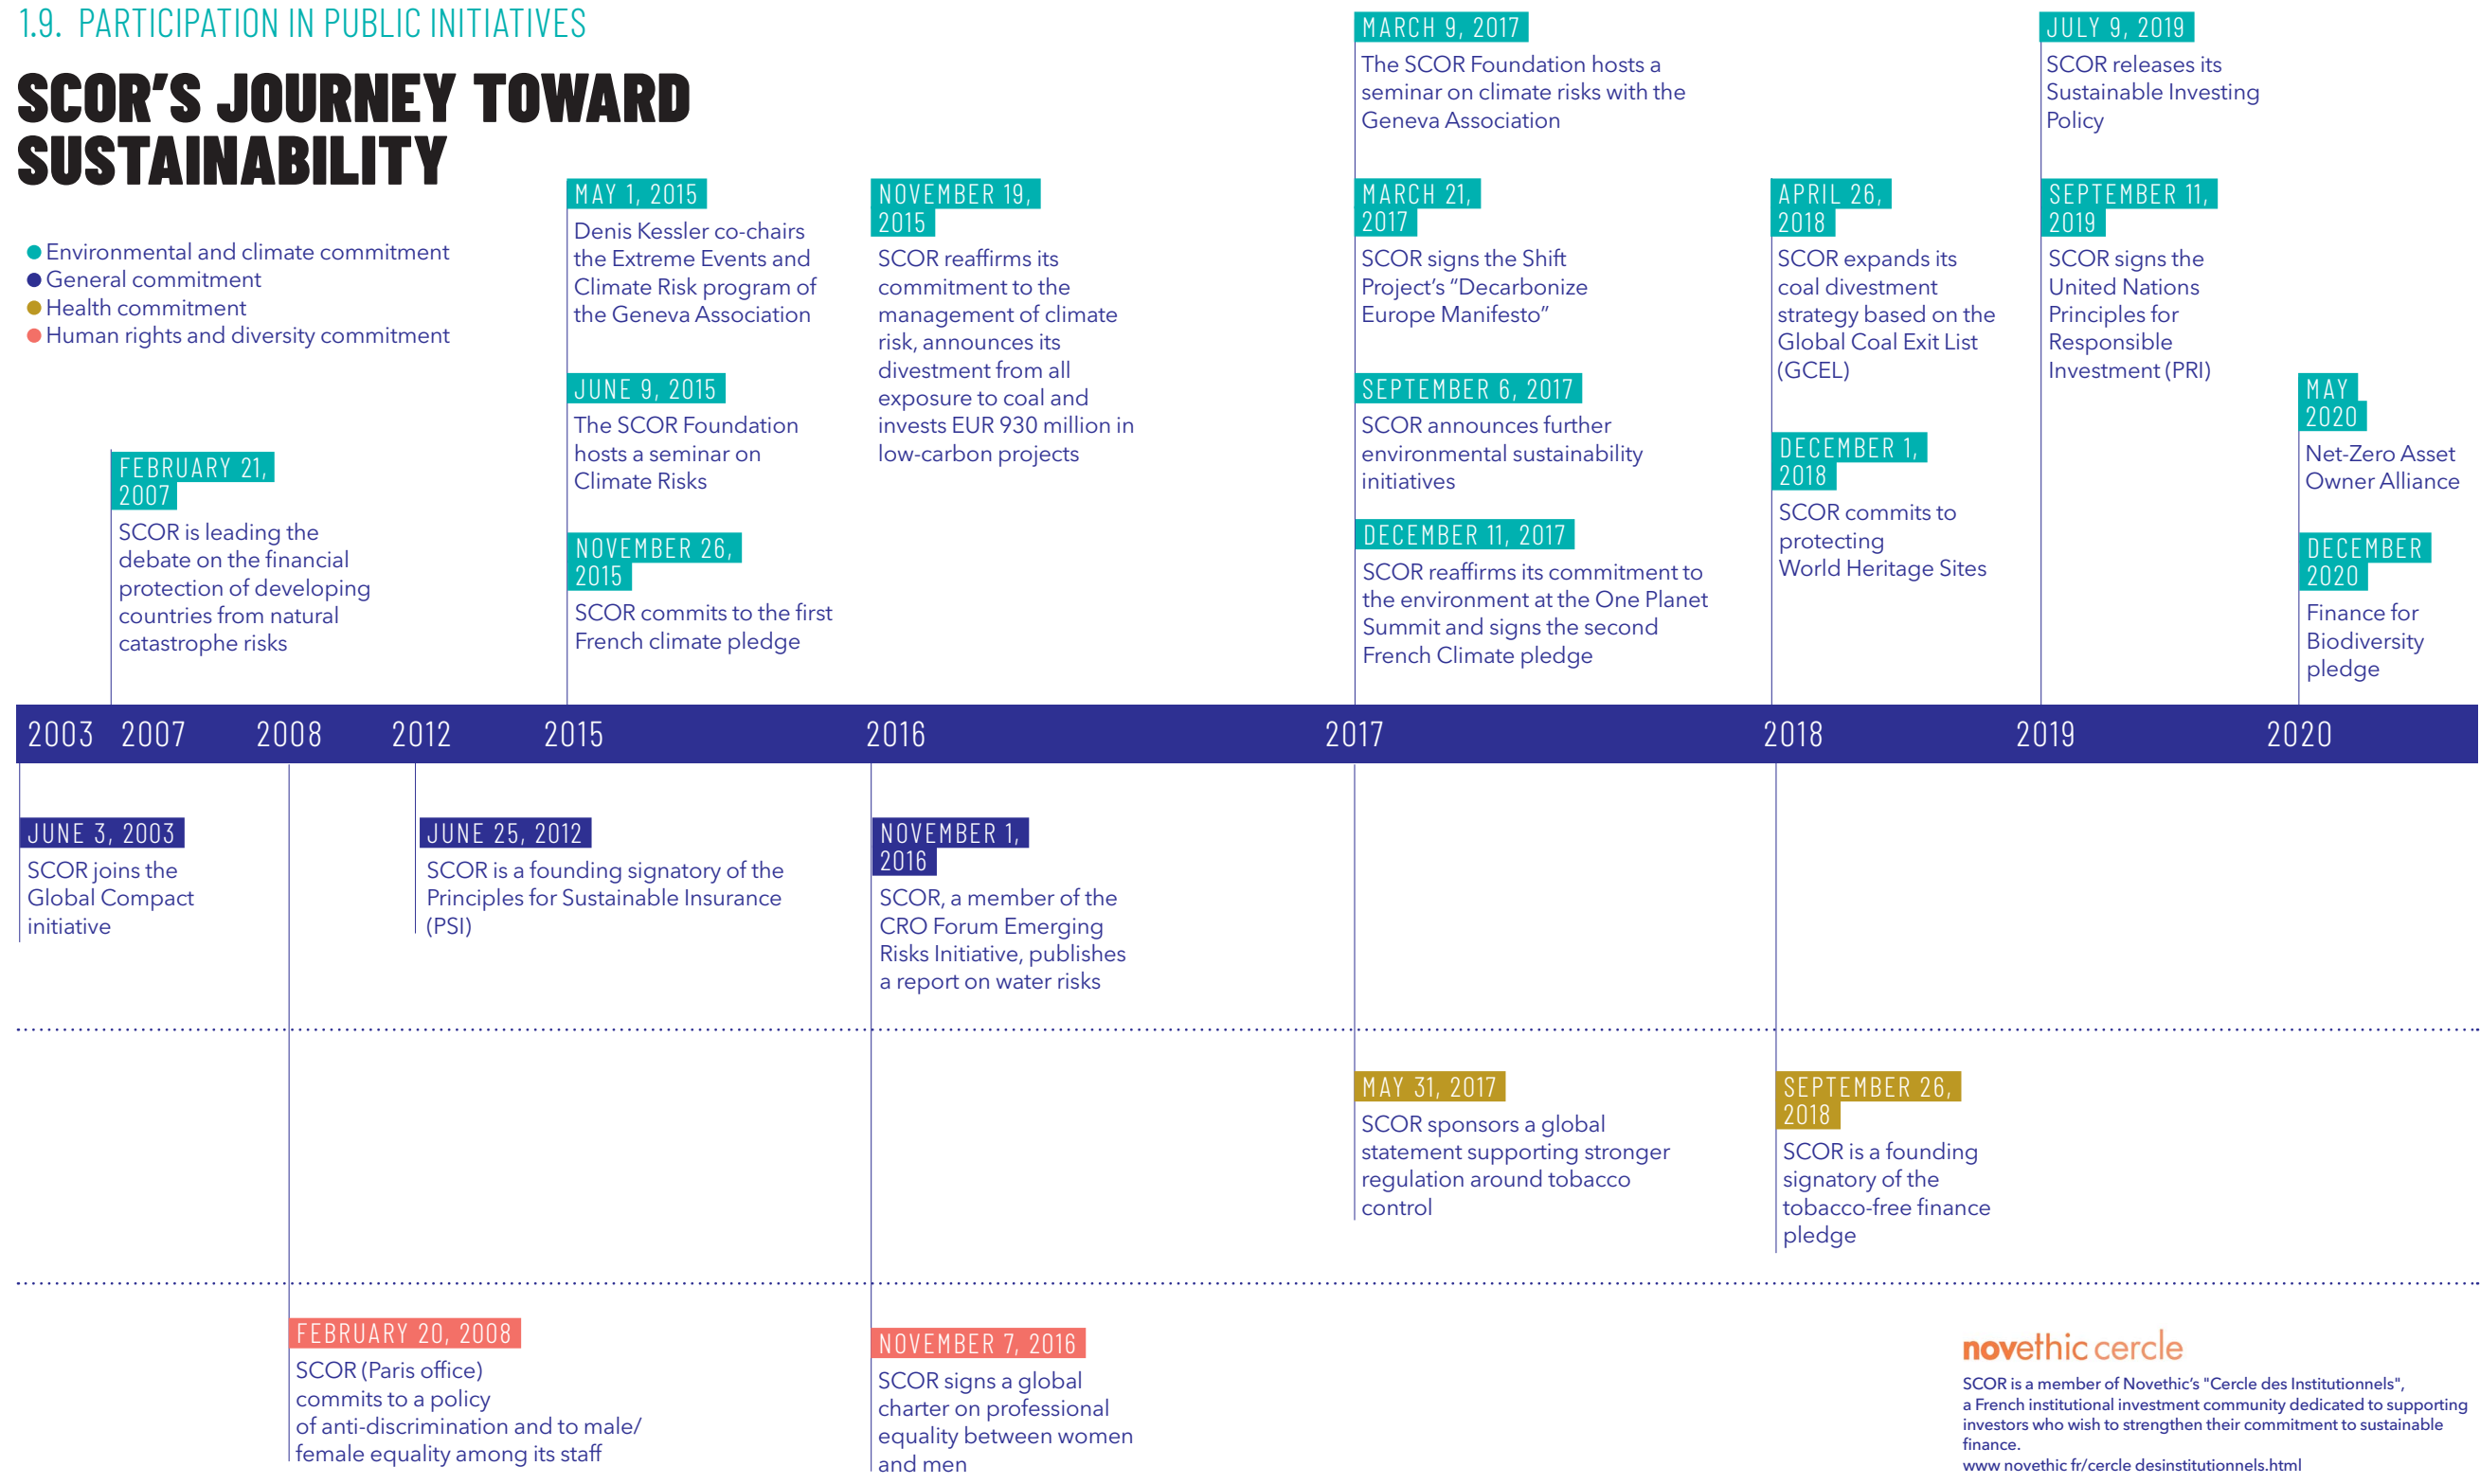 1.9. PARTICIPATION IN PUBLIC INITIATIVES
SCOR'S JOURNEY TOWARD
SUSTAINABILITY
Environmental and climate commitment
General commitment
Health commitment
Human rights and diversity commitment
FEBRUARY 21,
2007
SCOR is leading the
debate on the financial
protection of developing
countries from natural
catastrophe risks
MAY 1, 2015
Denis Kessler co-chairs
the Extreme Events and
Climate Risk program of
the Geneva Association
JUNE 9, 2015
The SCOR Foundation
hosts a seminar on
Climate Risks
NOVEMBER 26,
2015
SCOR commits to the first
French climate pledge
NOVEMBER 19,
2015
SCOR reaffirms its
commitment to the
management of climate
risk, announces its
divestment from all
exposure to coal and
invests EUR 930 million in
low-carbon projects
MARCH 9, 2017
The SCOR Foundation hosts a
seminar on climate risks with the
Geneva Association
MARCH 21,
2017
SCOR signs the Shift
Project's "Decarbonize
Europe Manifesto"
SEPTEMBER 6, 2017
SCOR announces further
environmental sustainability
initiatives
DECEMBER 11, 2017
SCOR reaffirms its commitment to
the environment at the One Planet
Summit and signs the second
French Climate pledge
APRIL 26,
2018
SCOR expands its
coal divestment
strategy based on the
Global Coal Exit List
(GCEL)
DECEMBER 1,
2018
SCOR commits to
protecting
World Heritage Sites
JULY 9, 2019
SCOR releases its
Sustainable Investing
Policy
SEPTEMBER 11,
2019
SCOR signs the
United Nations
Principles for
Responsible
Investment (PRI)
MAY
2020
Net-Zero Asset
Owner Alliance
DECEMBER
2020
Finance for
Biodiversity
pledge
2003 2007 2008 2012 2015 2016 2017 2018 2019 2020
JUNE 3, 2003
SCOR joins the
Global Compact
initiative
JUNE 25, 2012
SCOR is a founding signatory of the
Principles for Sustainable Insurance
(PSI)
NOVEMBER 1,
2016
SCOR, a member of the
CRO Forum Emerging
Risks Initiative, publishes
a report on water risks
MAY 31, 2017
SCOR sponsors a global
statement supporting stronger
regulation around tobacco
control
SEPTEMBER 26,
2018
SCOR is a founding
signatory of the
tobacco-free finance
pledge
FEBRUARY 20, 2008
SCOR (Paris office)
commits to a policy
of anti-discrimination and to male/
female equality among its staff
NOVEMBER 7, 2016
SCOR signs a global
charter on professional
equality between women
and men
novethic cercle
SCOR is a member of Novethic's "Cercle des Institutionnels",
a French institutional investment community dedicated to supporting
investors who wish to strengthen their commitment to sustainable
finance.
www novethic fr/cercle desinstitutionnels.html